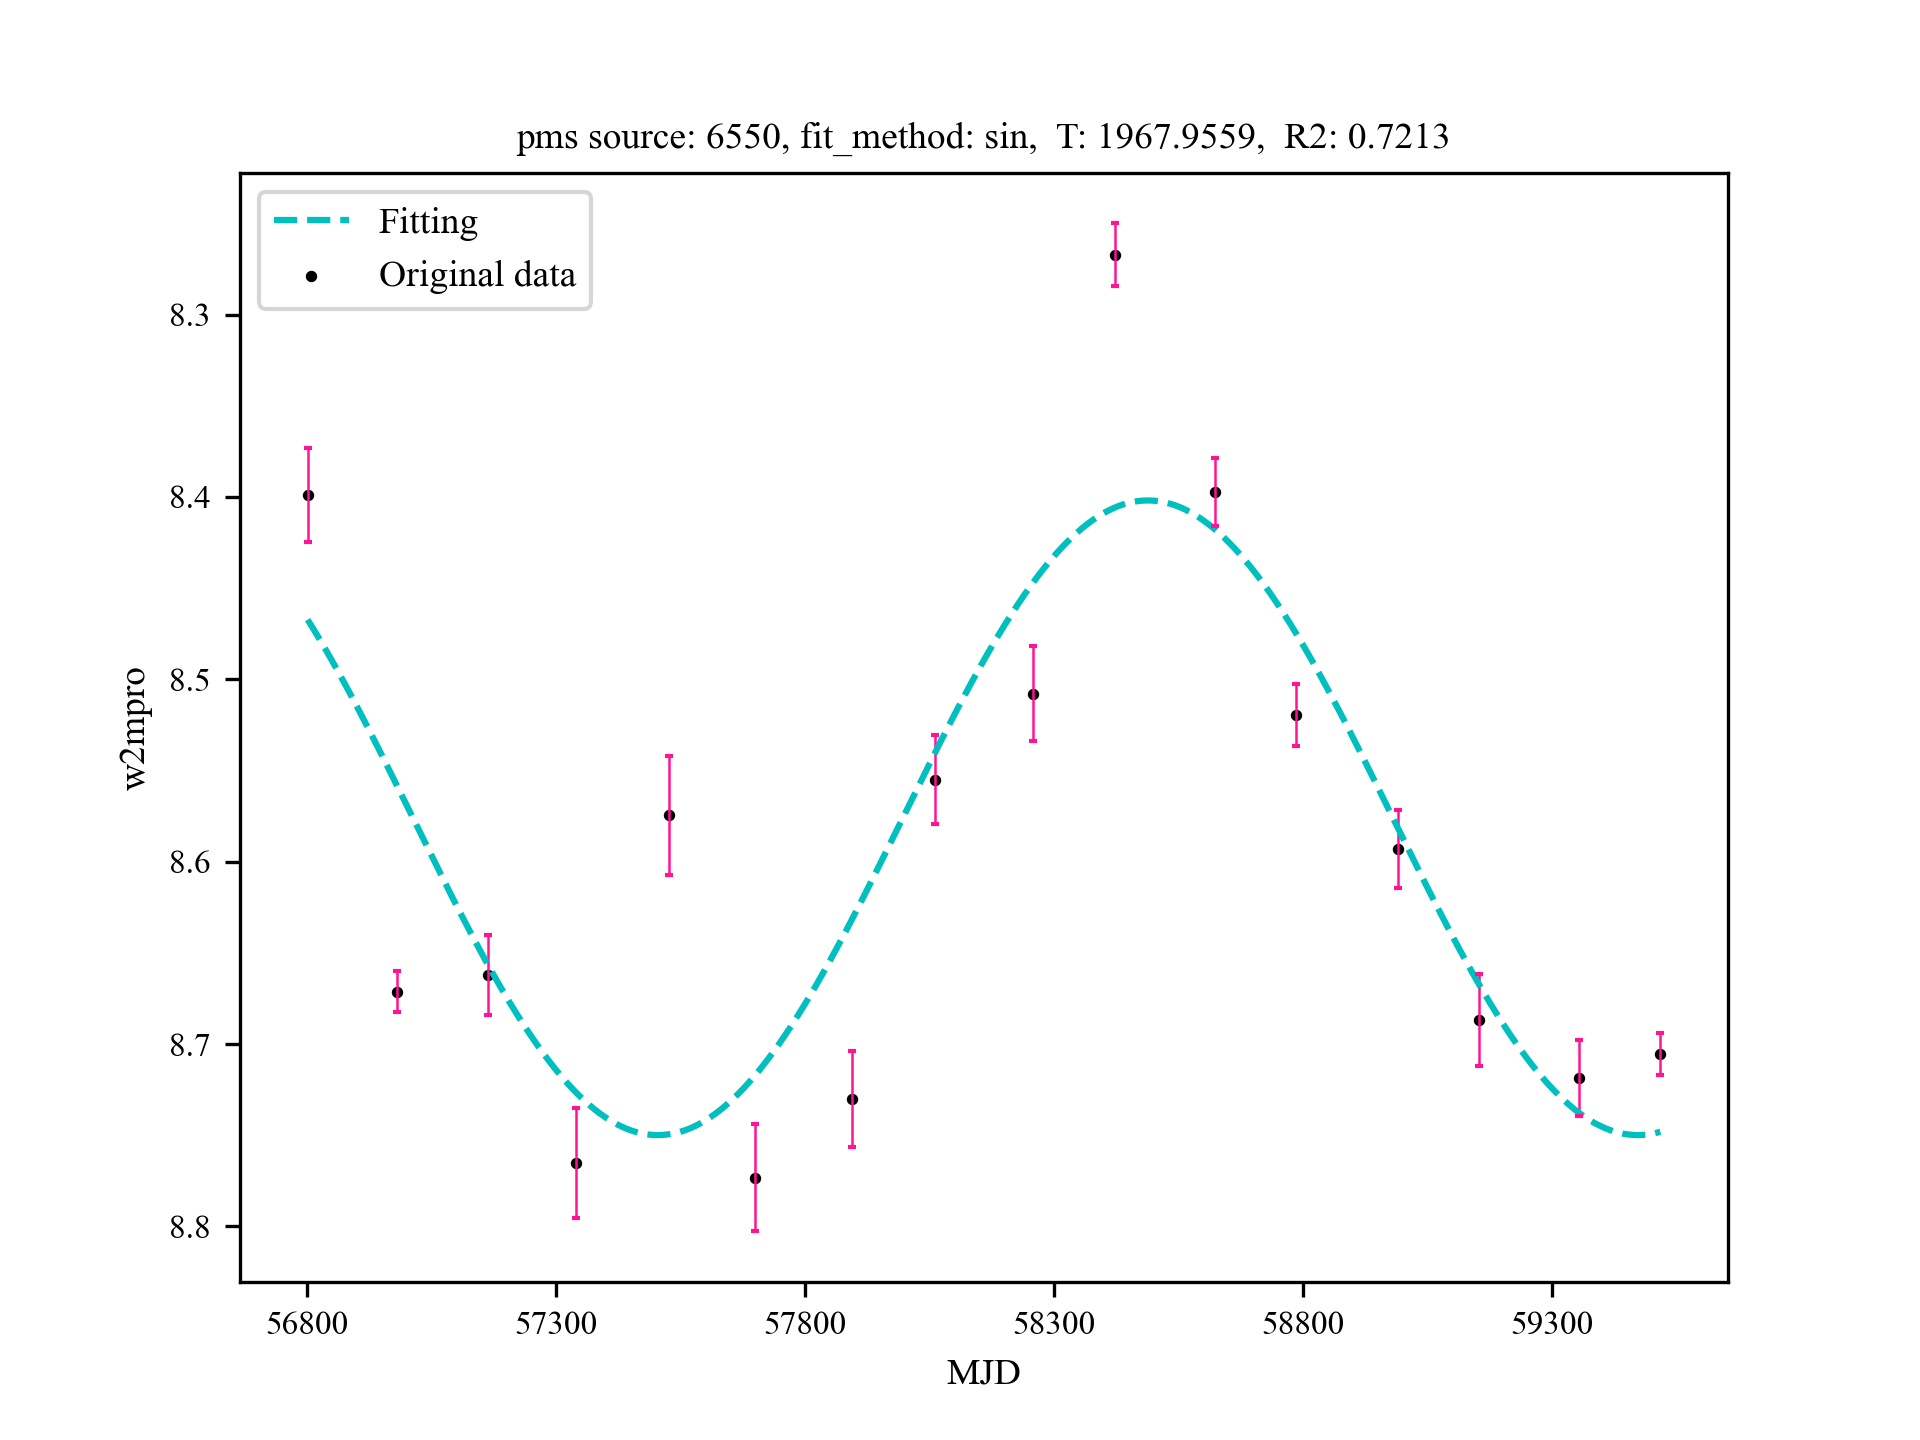 pms source: 6550, fit_method: sin,  T: 1967.9559,  R2: 0.7213
Fitting
Original data
8.3
8.4
8.5
8.6
8.7
8.8
w2mpro
56800 57300 57800 58300 58800 59300
MJD